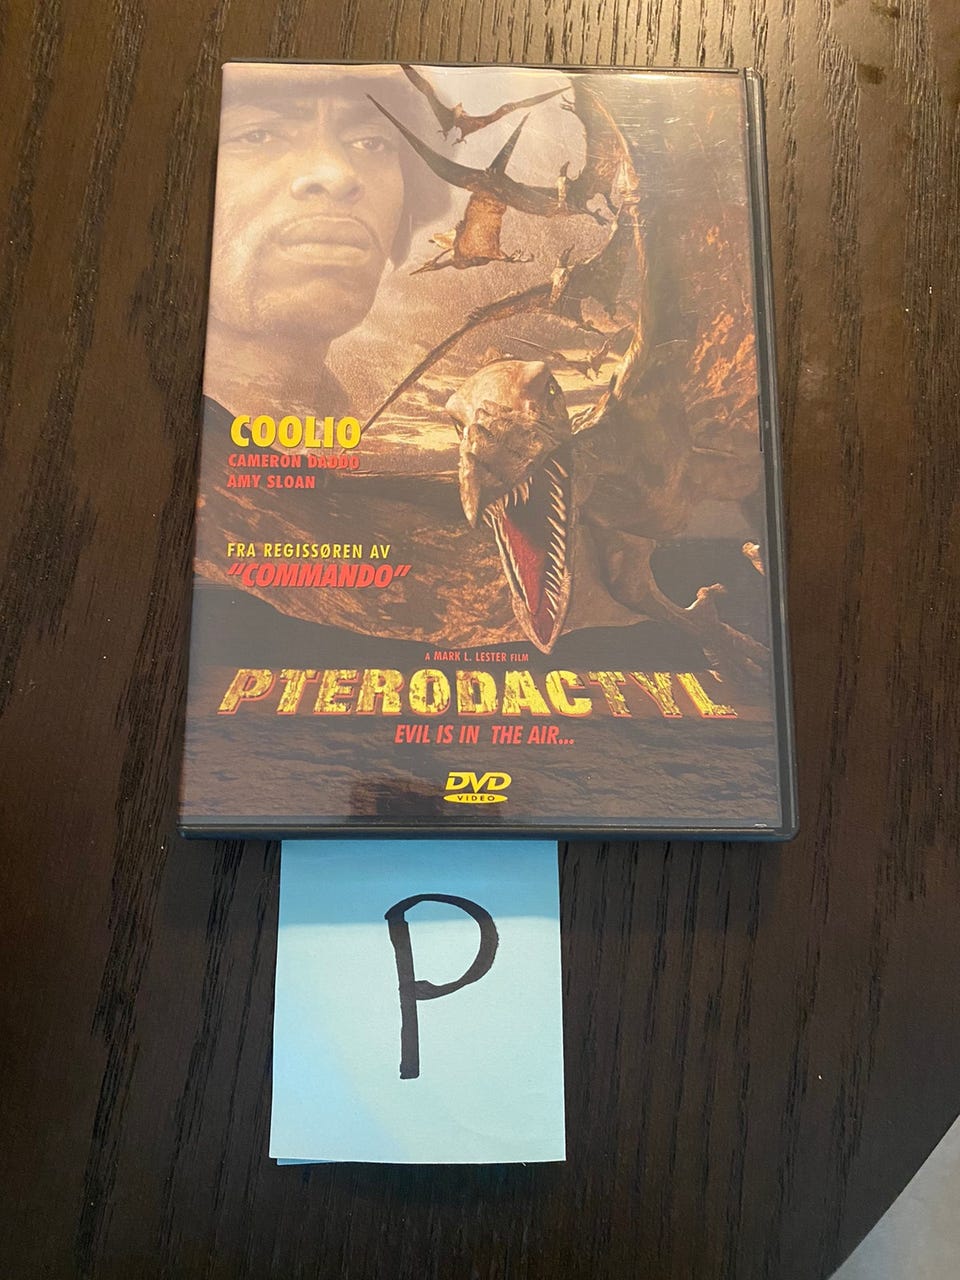 COOLIO
CAMERON DADDO
AMY SLOAN
FRA REGISSØREN AV
"COMMANDO"
A MARK L. LESTER FILM
PTERODACTYL
EVIL IS IN THE AIR...
DVD
VIDEO
P